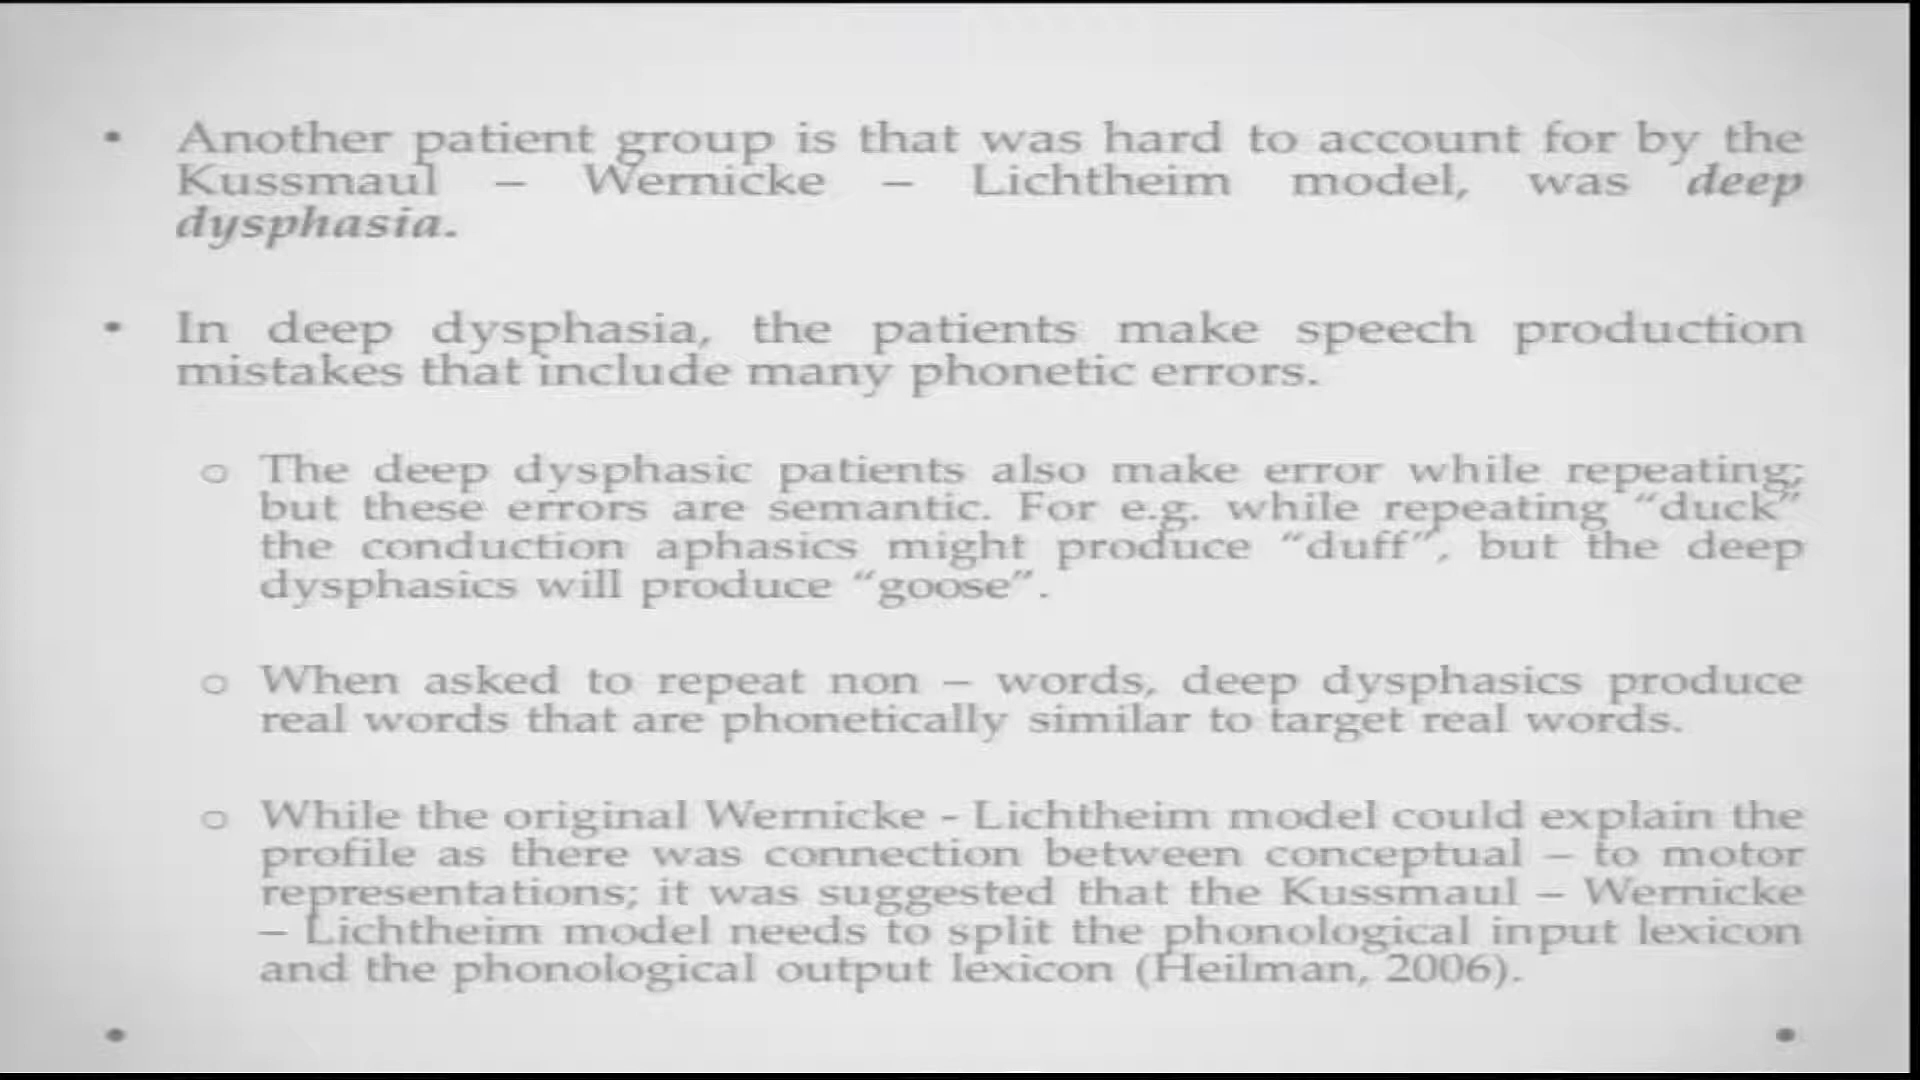 • Another patient group is that was hard to account for by the
Kussmaul – Wernicke – Lichtheim model, was deep
dysphasia.
• In deep dysphasia, the patients make speech production
mistakes that include many phonetic errors.
o The deep dysphasic patients also make error while repeating;
but these errors are semantic. For e.g. while repeating “duck”
the conduction aphasics might produce “duff”, but the deep
dysphasics will produce “goose”.
o When asked to repeat non – words, deep dysphasics produce
real words that are phonetically similar to target real words.
o While the original Wernicke - Lichtheim model could explain the
profile as there was connection between conceptual – to motor
representations; it was suggested that the Kussmaul – Wernicke
– Lichtheim model needs to split the phonological input lexicon
and the phonological output lexicon (Heilman, 2006).